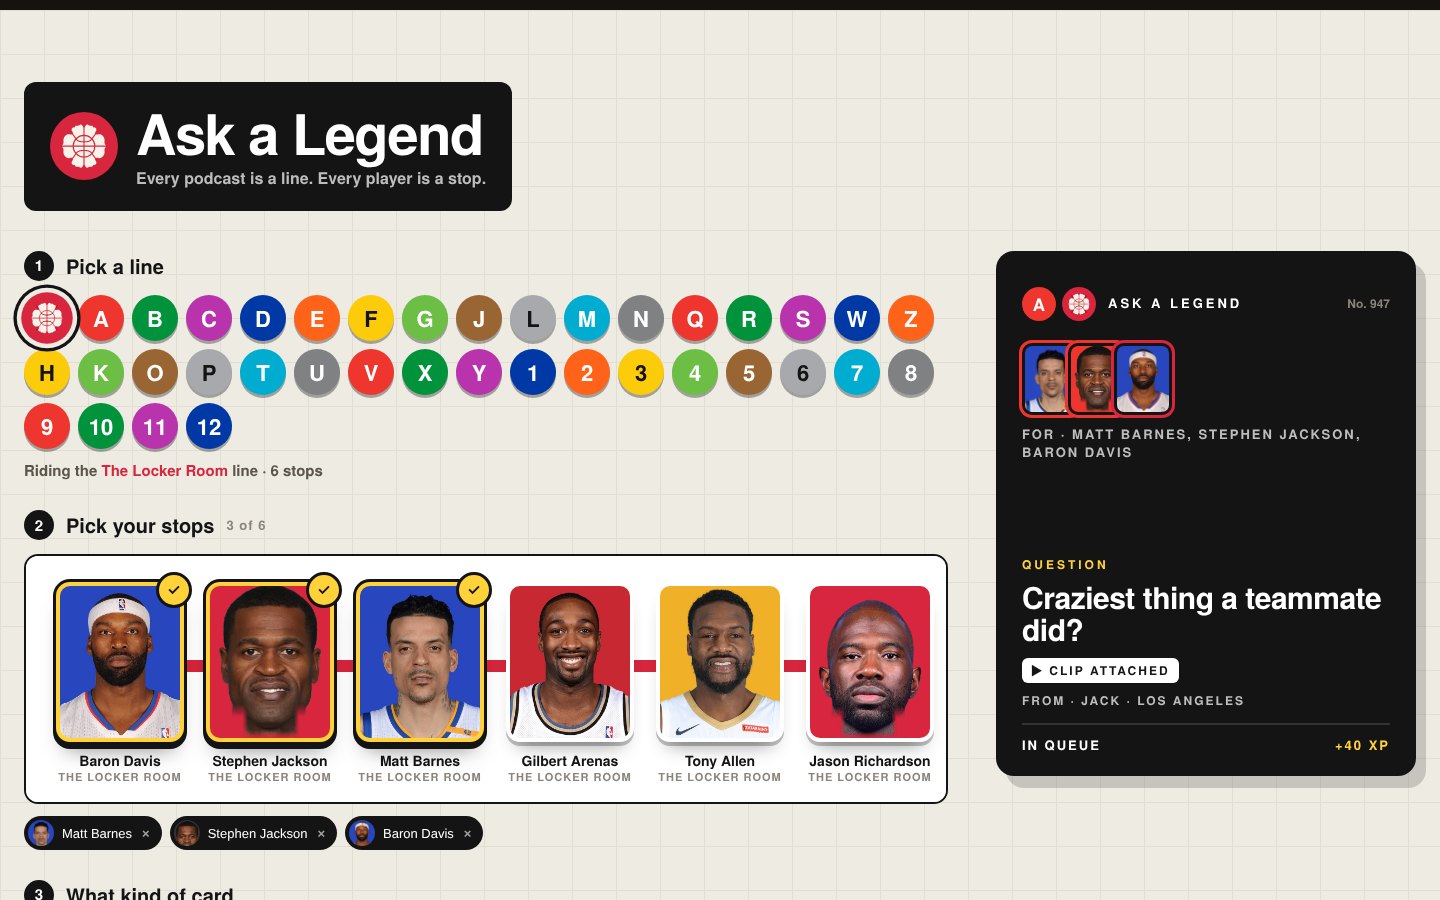 Ask a Legend
Every podcast is a line. Every player is a stop.
1 Pick a line
A B C D E F G J L M N Q R S W Z
H K O P T U V X Y 1 2 3 4 5 6 7 8
9 10 11 12
Riding the The Locker Room line · 6 stops
2 Pick your stops 3 of 6
Baron Davis
THE LOCKER ROOM
Stephen Jackson
THE LOCKER ROOM
Matt Barnes
THE LOCKER ROOM
Gilbert Arenas
THE LOCKER ROOM
Tony Allen
THE LOCKER ROOM
Jason Richardson
THE LOCKER ROOM
Matt Barnes ×
Stephen Jackson ×
Baron Davis ×
3 What kind of card
A ASK A LEGEND No. 947
FOR · MATT BARNES, STEPHEN JACKSON,
BARON DAVIS
QUESTION
Craziest thing a teammate
did?
▶ CLIP ATTACHED
FROM · JACK · LOS ANGELES
IN QUEUE +40 XP